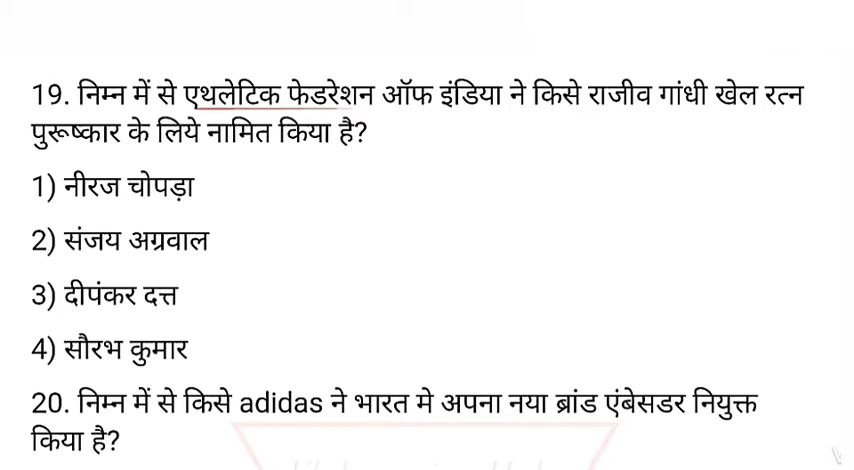 19. निम्न में से एथलेटिक फेडरेशन ऑफ इंडिया ने किसे राजीव गांधी खेल रत्न
पुरूष्कार के लिये नामित किया है?
1) नीरज चोपड़ा
2) संजय अग्रवाल
3) दीपंकर दत्त
4) सौरभ कुमार
20. निम्न में से किसे adidas ने भारत मे अपना नया ब्रांड एंबेसडर नियुक्त
किया है?